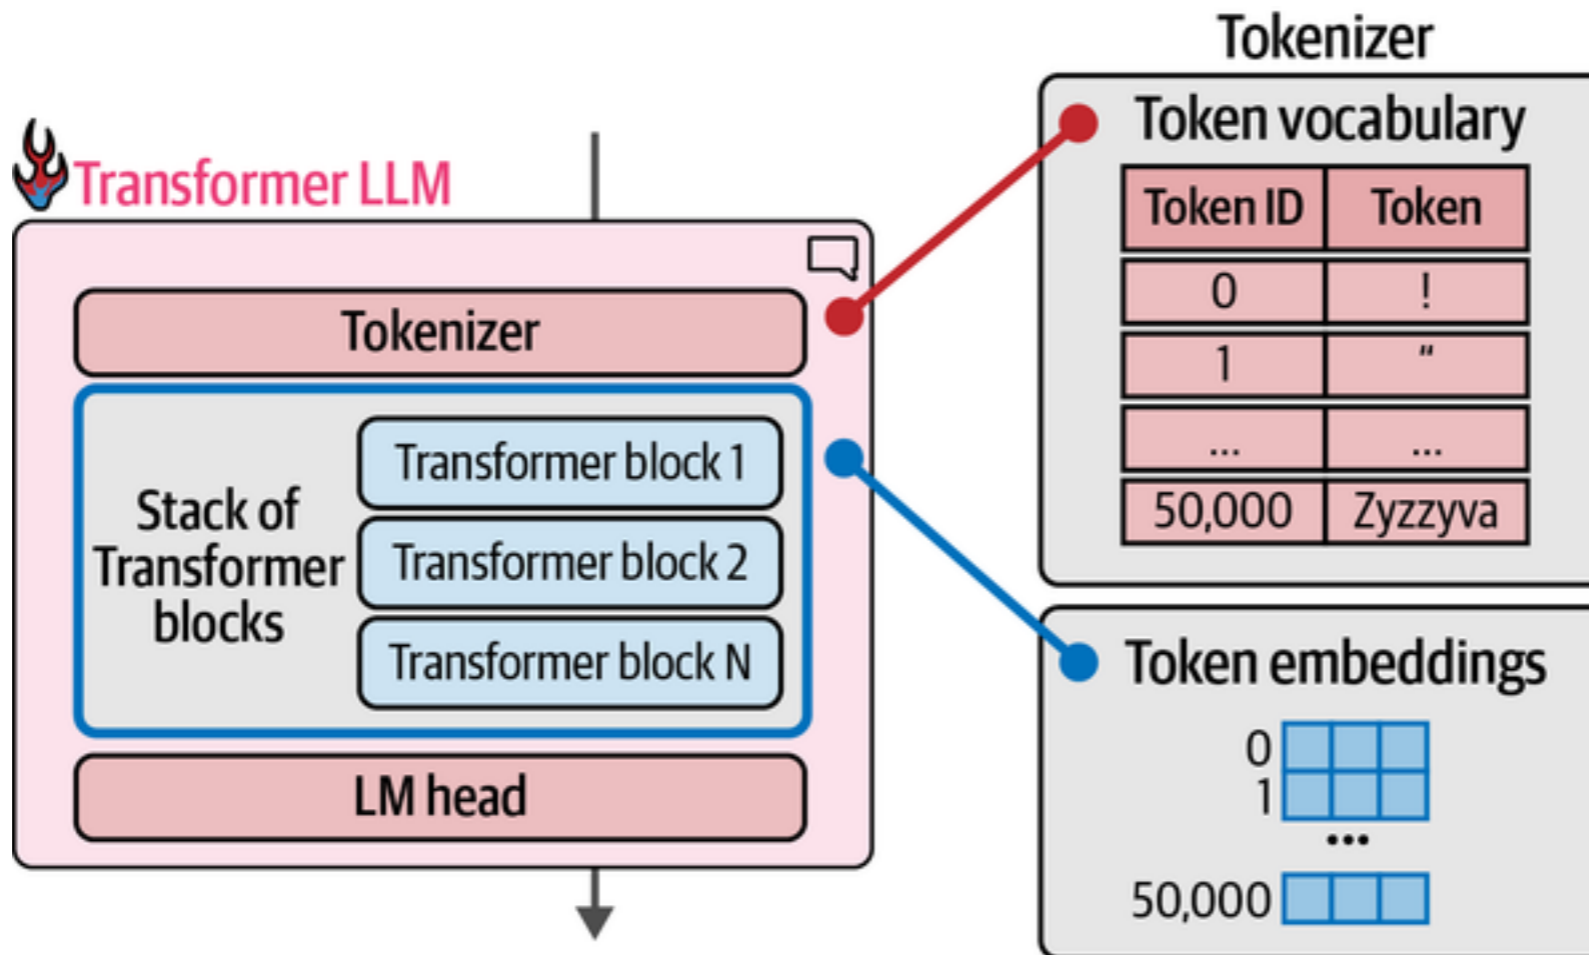 Transformer LLM
Tokenizer
Stack of
Transformer
blocks
Transformer block 1
Transformer block 2
Transformer block N
LM head
Tokenizer
Token vocabulary
Token ID Token
0 !
1 "
... ...
50,000 Zyzzyva
Token embeddings
0
1
...
50,000